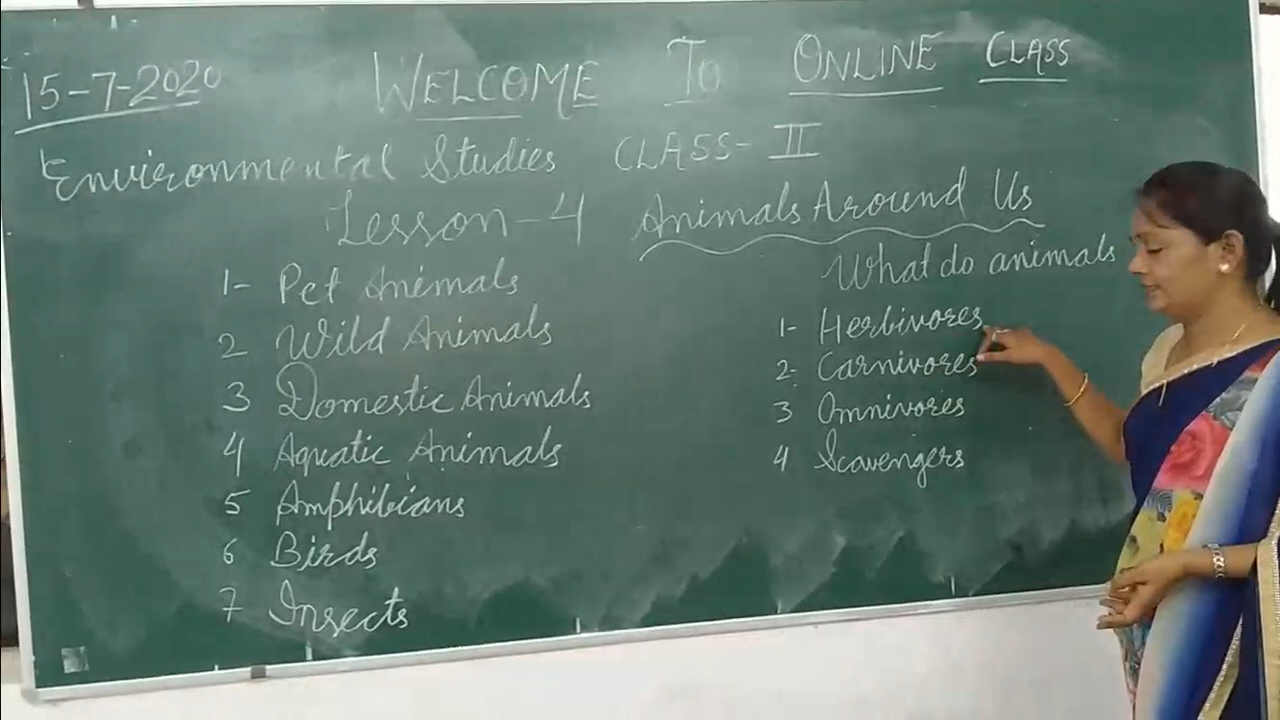 15-7-2020
WELCOME TO ONLINE CLASS
Environmental Studies CLASS- III
Lesson-4 Animals Around Us
1- Pet Animals
2 Wild Animals
3 Domestic Animals
4 Aquatic Animals
5 Amphibians
6 Birds
7 Insects
What do animals
1- Herbivores
2- Carnivores
3 Omnivores
4 Scavengers